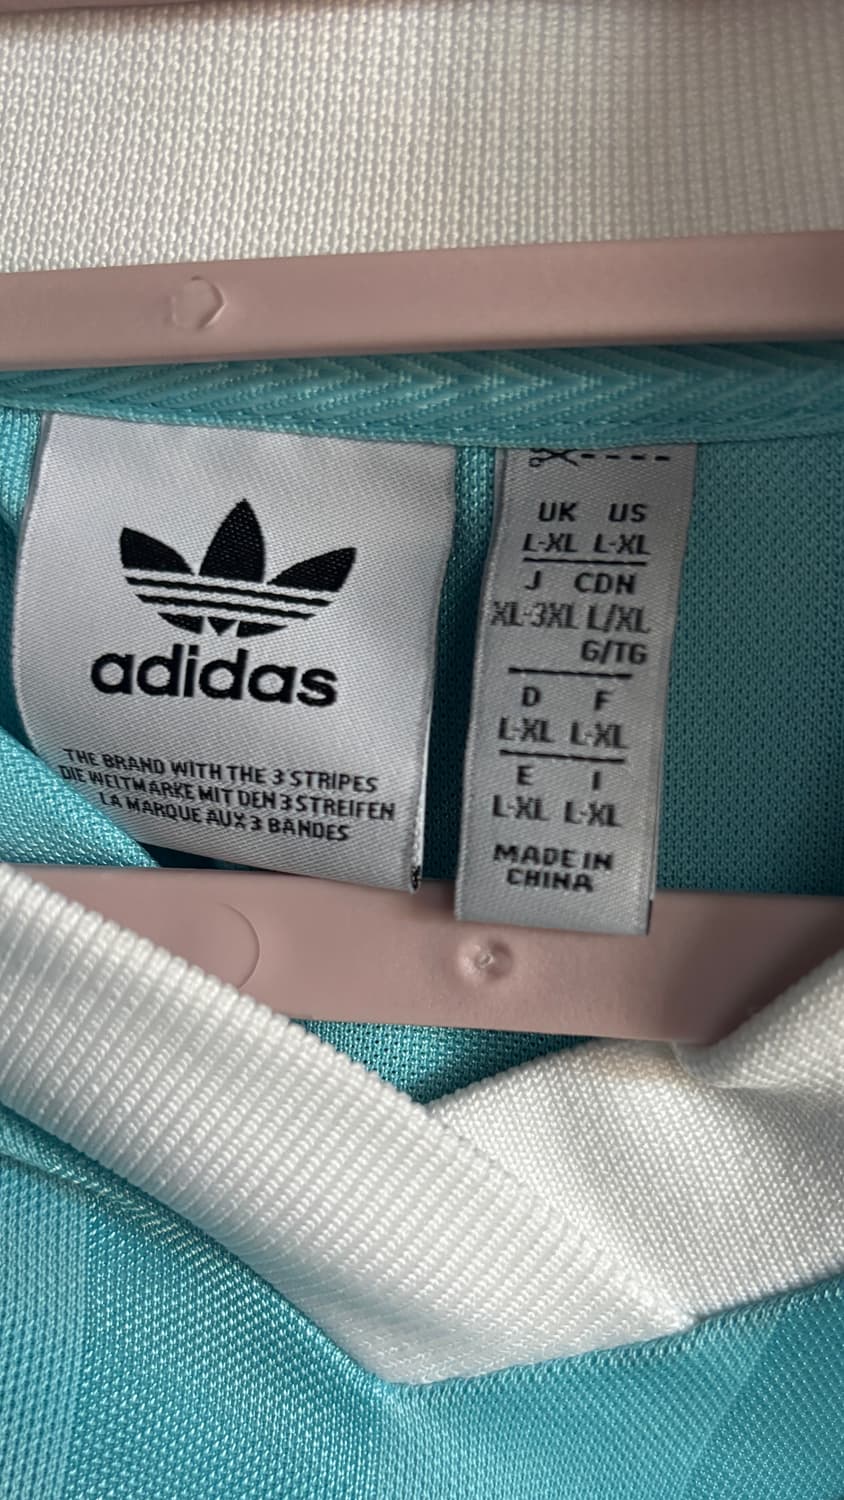 adidas
THE BRAND WITH THE 3 STRIPES
DIE WELTMARKE MIT DEN 3 STREIFEN
LA MARQUE AUX 3 BANDES
UK US
L-XL L-XL
J CDN
XL-3XL L/XL
G/TG
D F
L-XL L-XL
E I
L-XL L-XL
MADE IN
CHINA